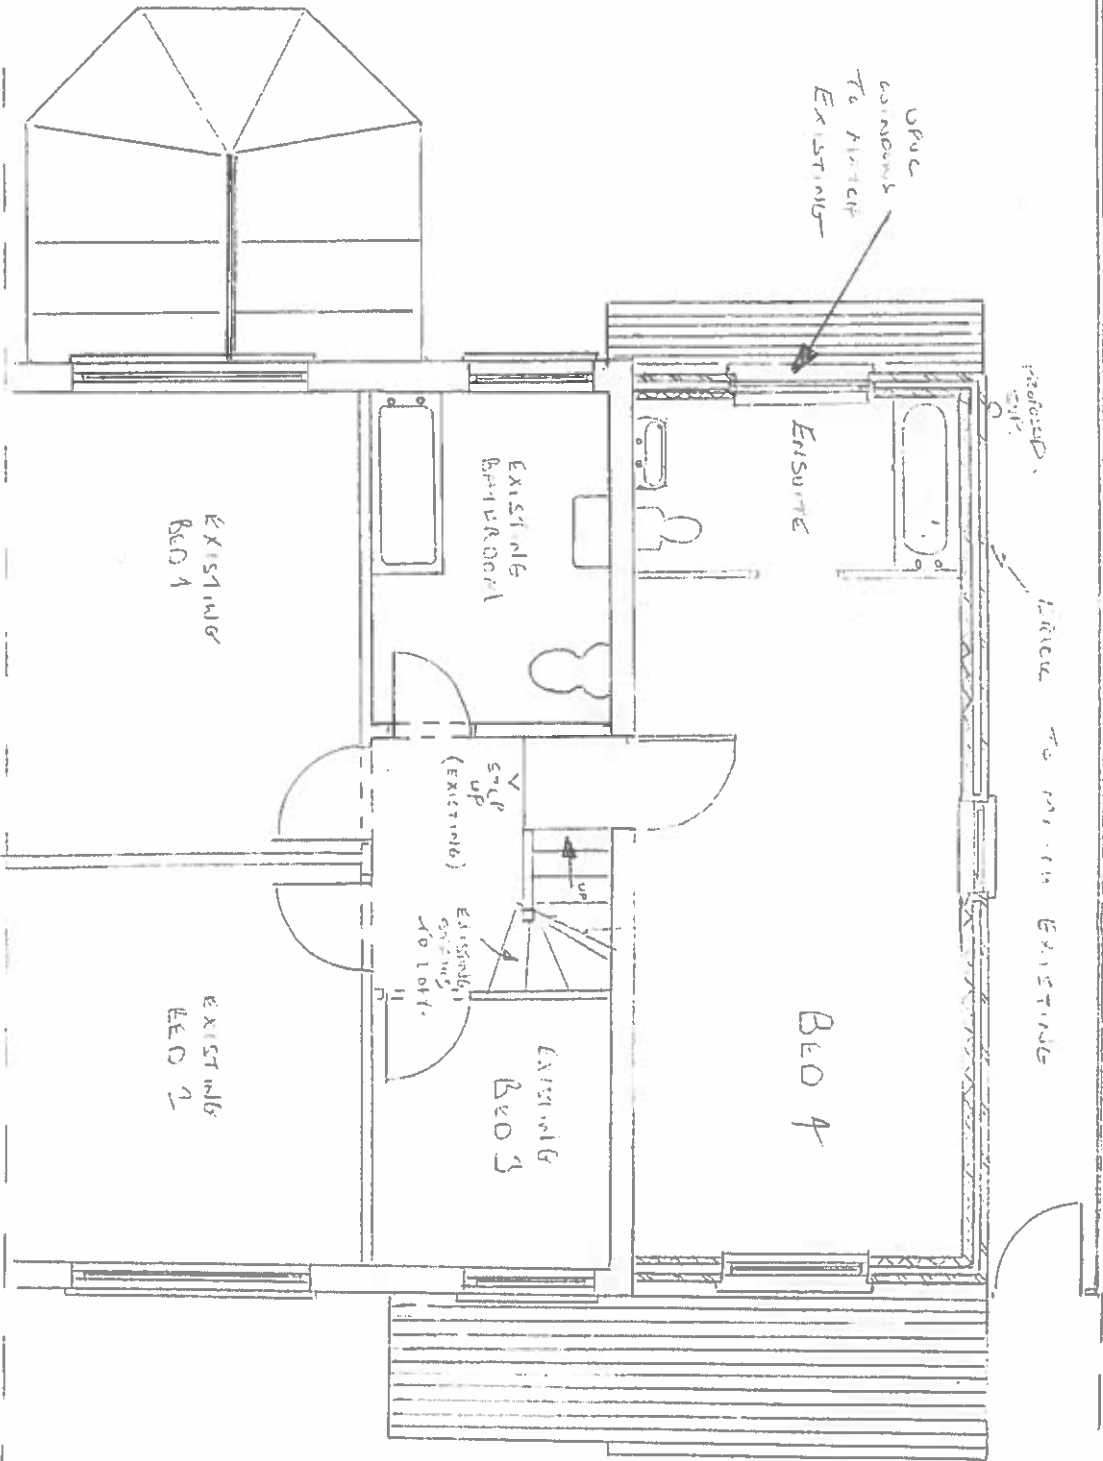 UPVC
WINDOWS
TO MATCH
EXISTING
BRICK TO MATCH EXISTING
ENSUITE
BED 4
EXISTING
BATHROOM
STEP
UP
(EXISTING)
UP
EXISTING
STAIRS
TO LOFT.
EXISTING
BED 3
EXISTING
BED 1
EXISTING
BED 2